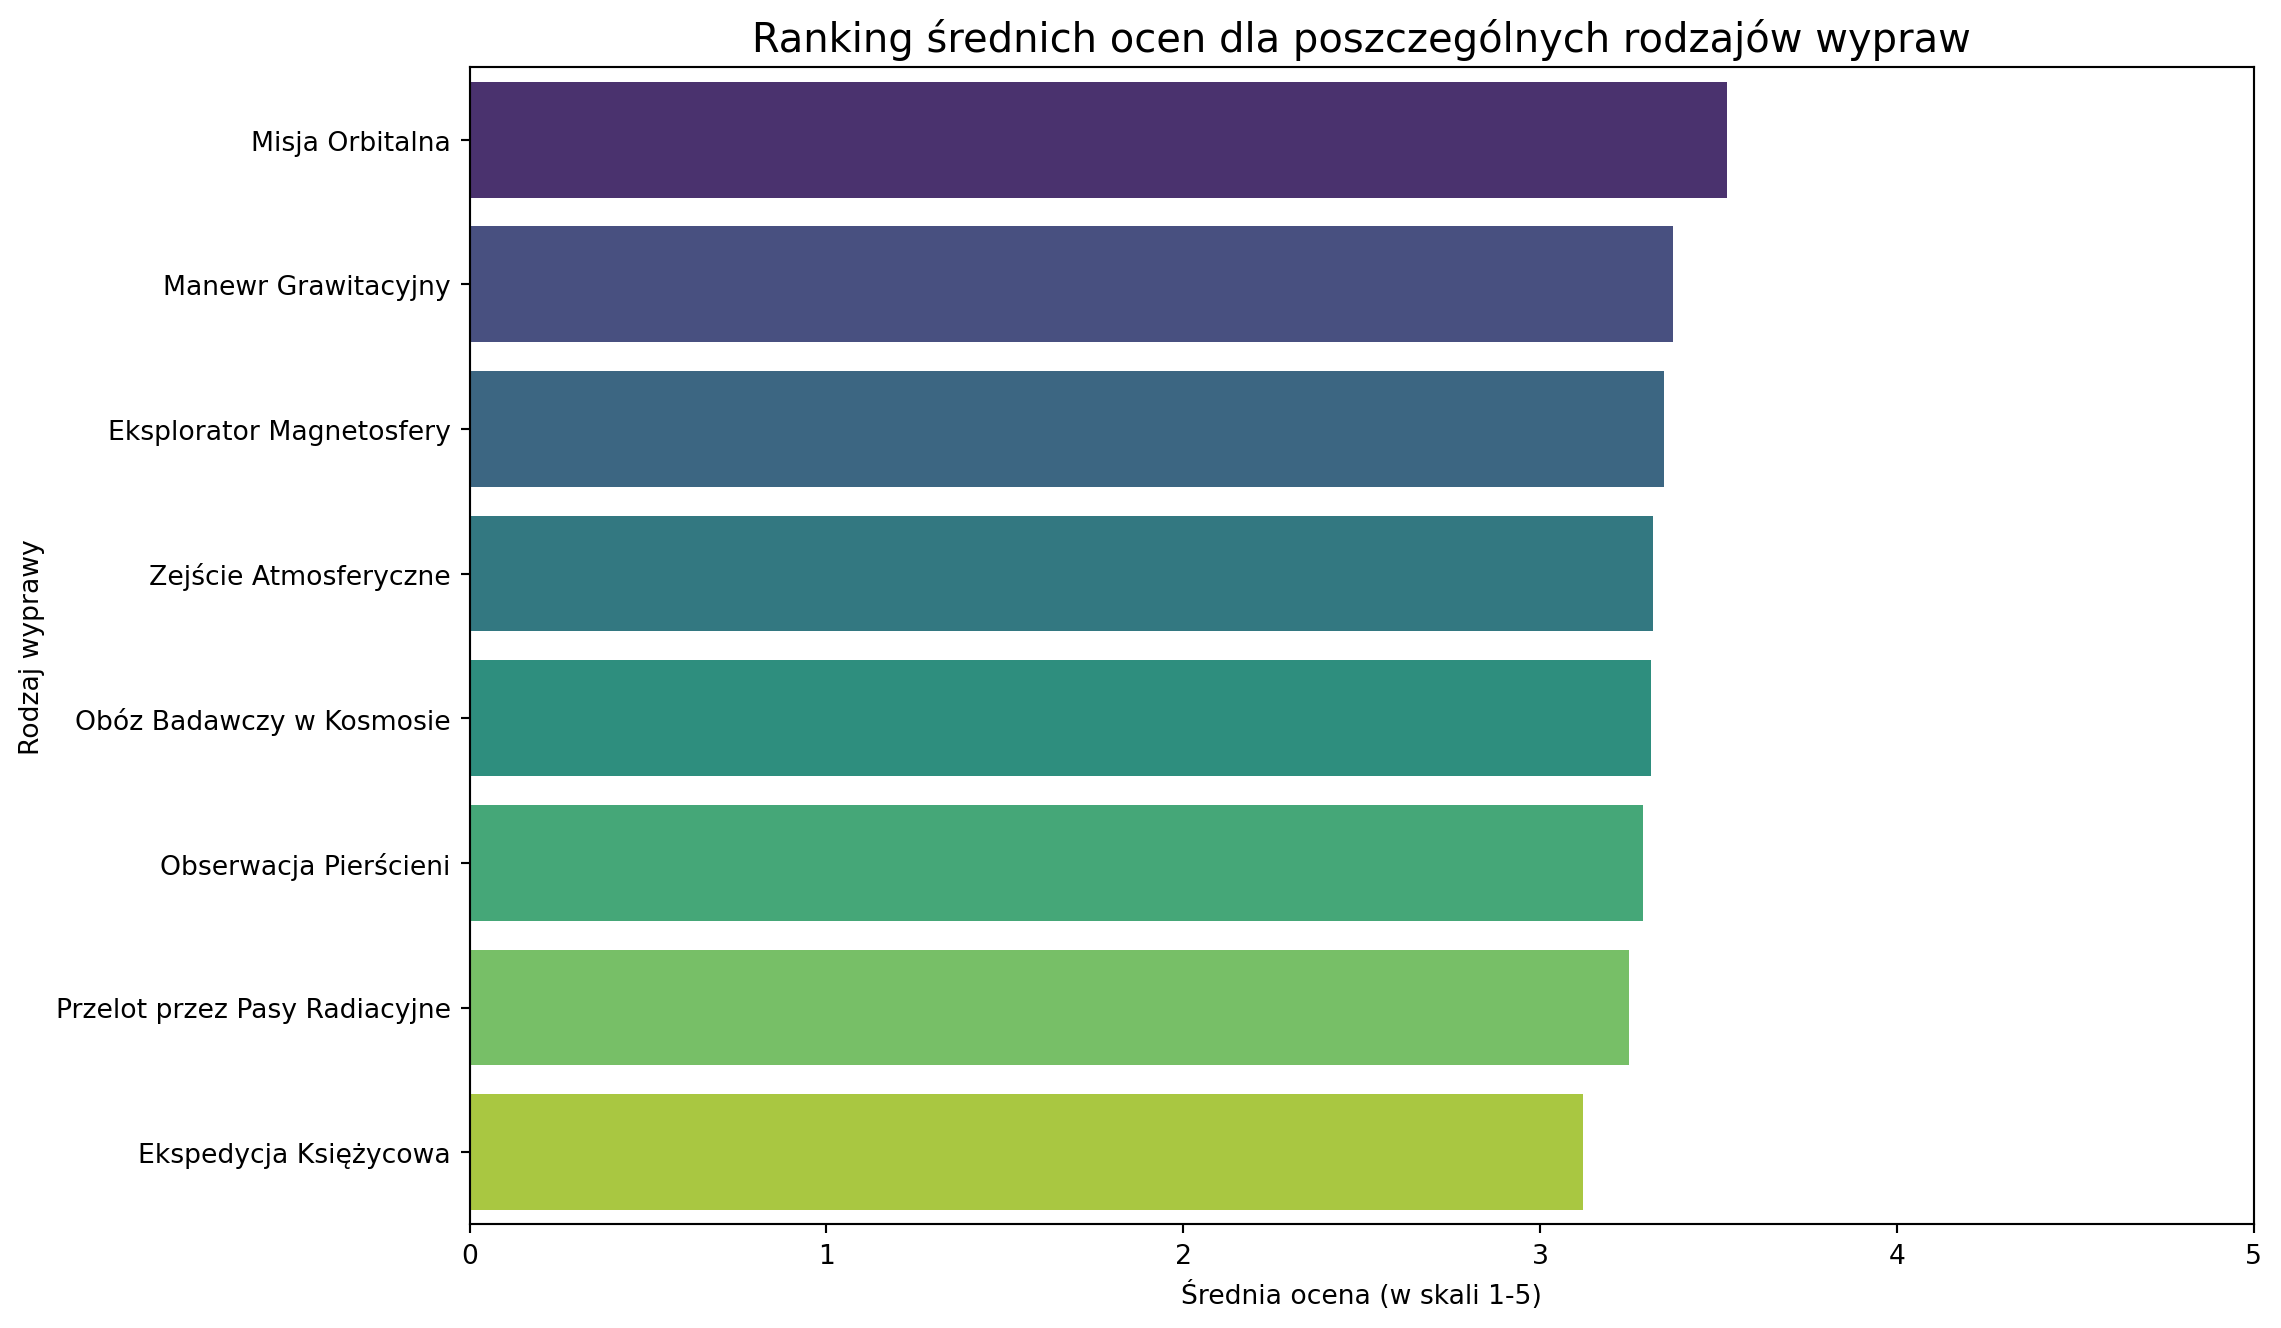 Ranking średnich ocen dla poszczególnych rodzajów wypraw
Rodzaj wyprawy
Misja Orbitalna
Manewr Grawitacyjny
Eksplorator Magnetosfery
Zejście Atmosferyczne
Obóz Badawczy w Kosmosie
Obserwacja Pierścieni
Przelot przez Pasy Radiacyjne
Ekspedycja Księżycowa
0 1 2 3 4 5
Średnia ocena (w skali 1-5)